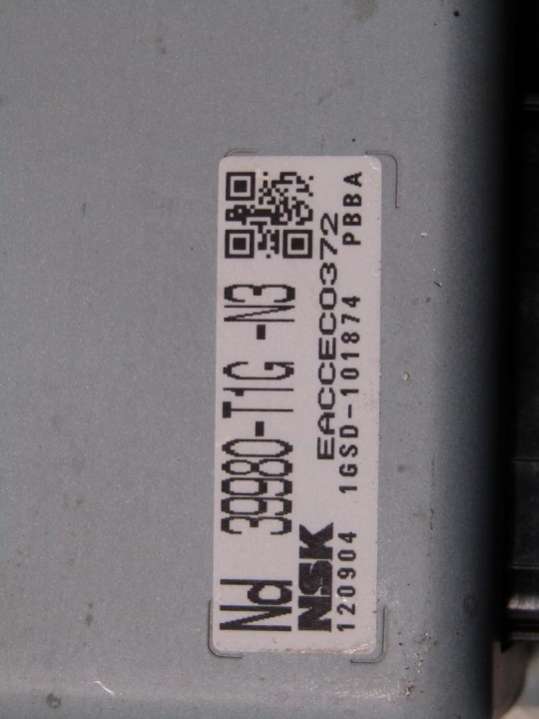 Nd 39980-T1G -N3
NSK EACCEC0372
120904 1GSD-101874 PBBA